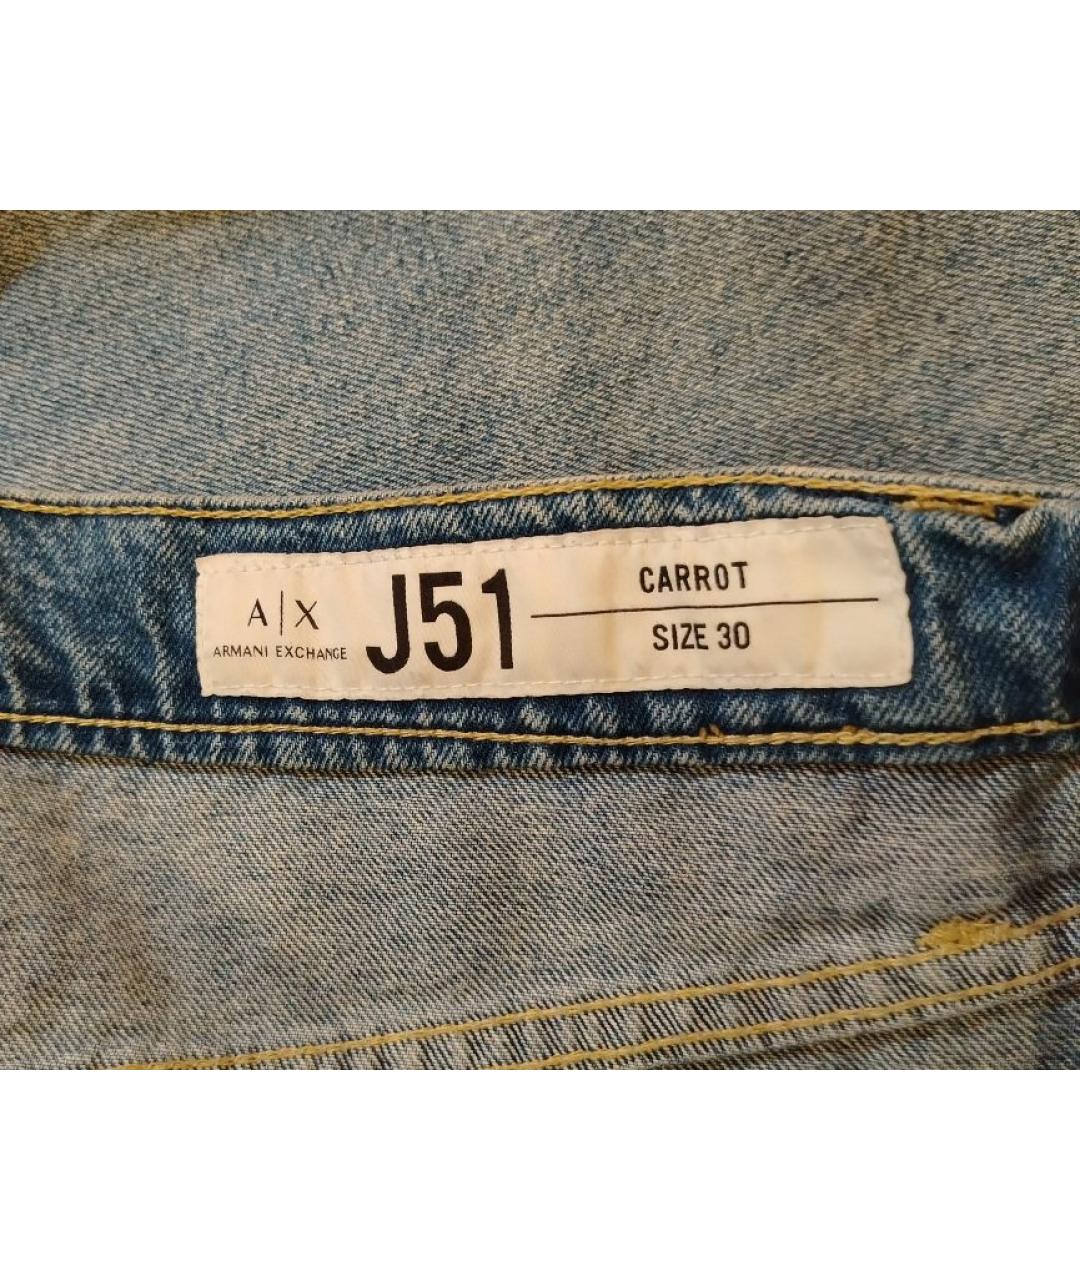 A|X
ARMANI EXCHANGE
J51
CARROT
SIZE 30